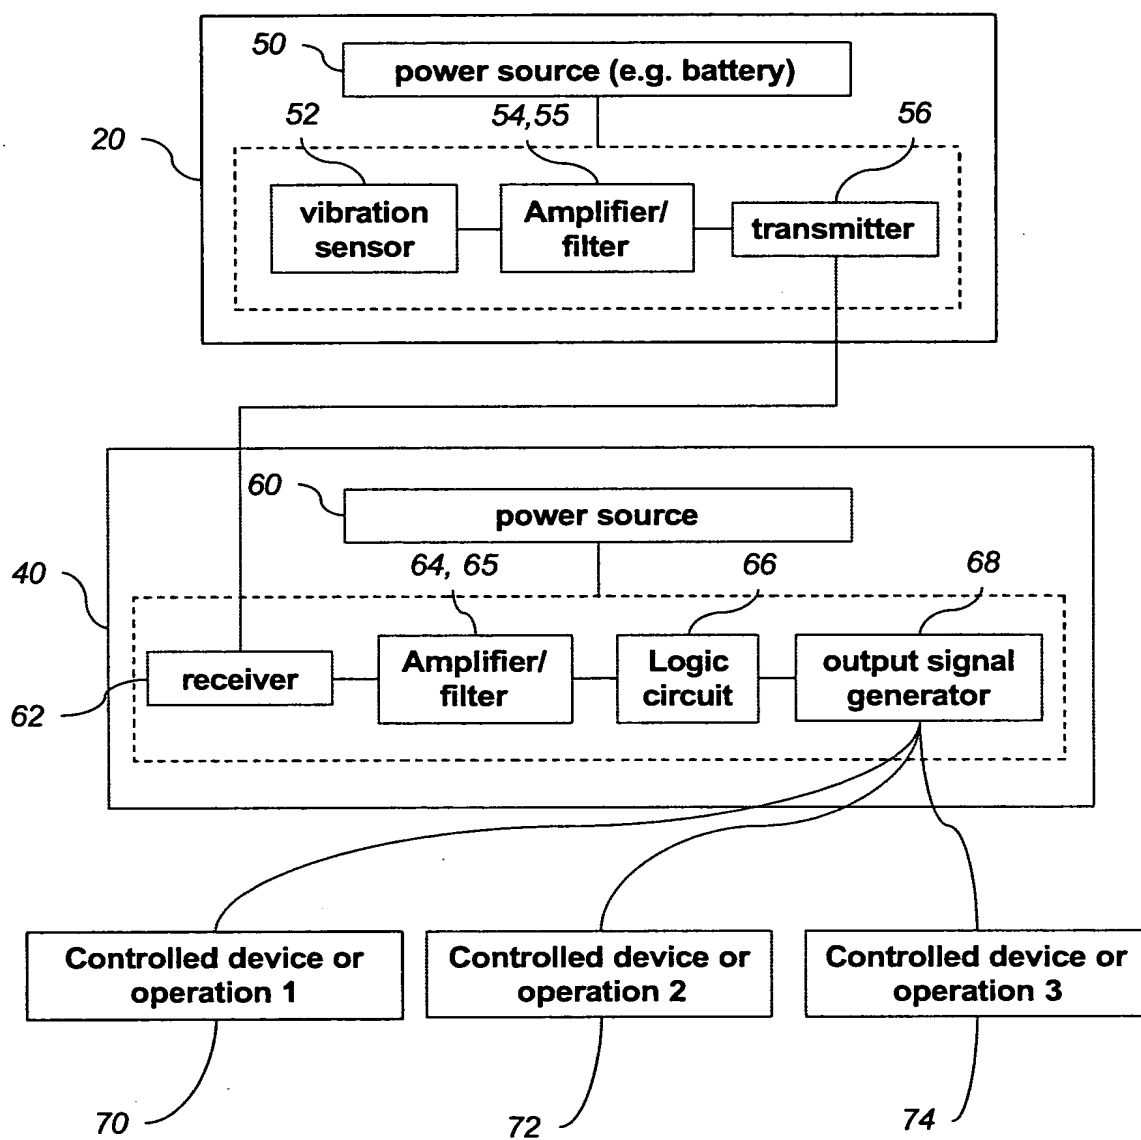 50
power source (e.g. battery)
52
54,55
56
20
vibration
sensor
Amplifier/
filter
transmitter
60
power source
40
64, 65
66
68
receiver
Amplifier/
filter
Logic
circuit
output signal
generator
62
Controlled device or
operation 1
Controlled device or
operation 2
Controlled device or
operation 3
70
72
74